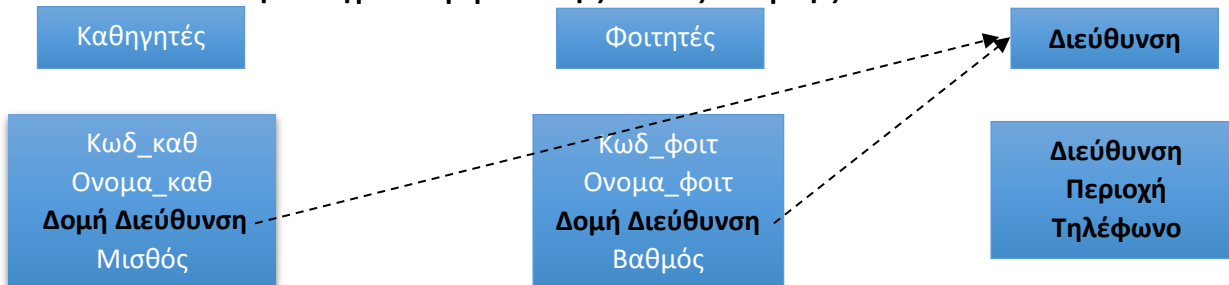 Καθηγητές
Φοιτητές
Διεύθυνση
Κωδ_καθ
Ονομα_καθ
Δομή Διεύθυνση
Μισθός
Κωδ_φοιτ
Ονομα_φοιτ
Δομή Διεύθυνση
Βαθμός
Διεύθυνση
Περιοχή
Τηλέφωνο